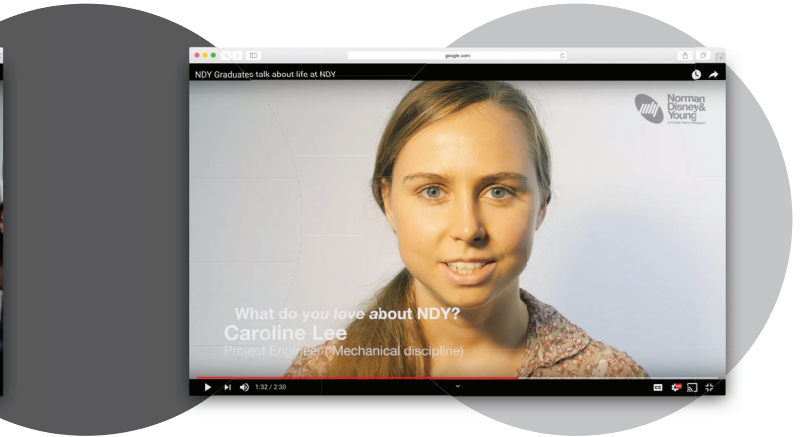 google.com
NDY Graduates talk about life at NDY
Norman
Disney&
Young
What do you love about NDY?
Caroline Lee
Project Engineer (Mechanical discipline)
1:32 / 2:30